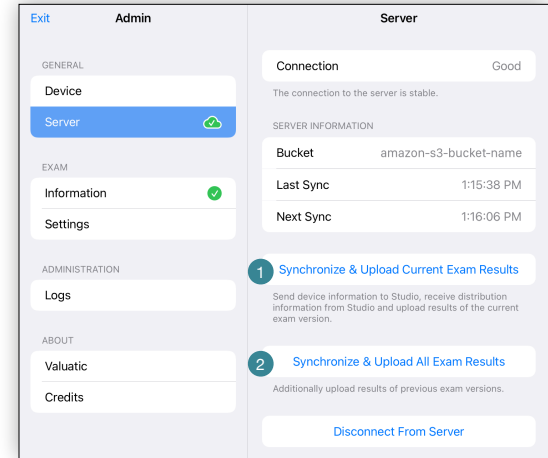 Exit
Admin
GENERAL
Device
Server
EXAM
Information
Settings
ADMINISTRATION
Logs
ABOUT
Valuatic
Credits
Server
Connection Good
The connection to the server is stable.
SERVER INFORMATION
Bucket amazon-s3-bucket-name
Last Sync 1:15:38 PM
Next Sync 1:16:06 PM
1 Synchronize & Upload Current Exam Results
Send device information to Studio, receive distribution
information from Studio and upload results of the current
exam version.
2 Synchronize & Upload All Exam Results
Additionally upload results of previous exam versions.
Disconnect From Server